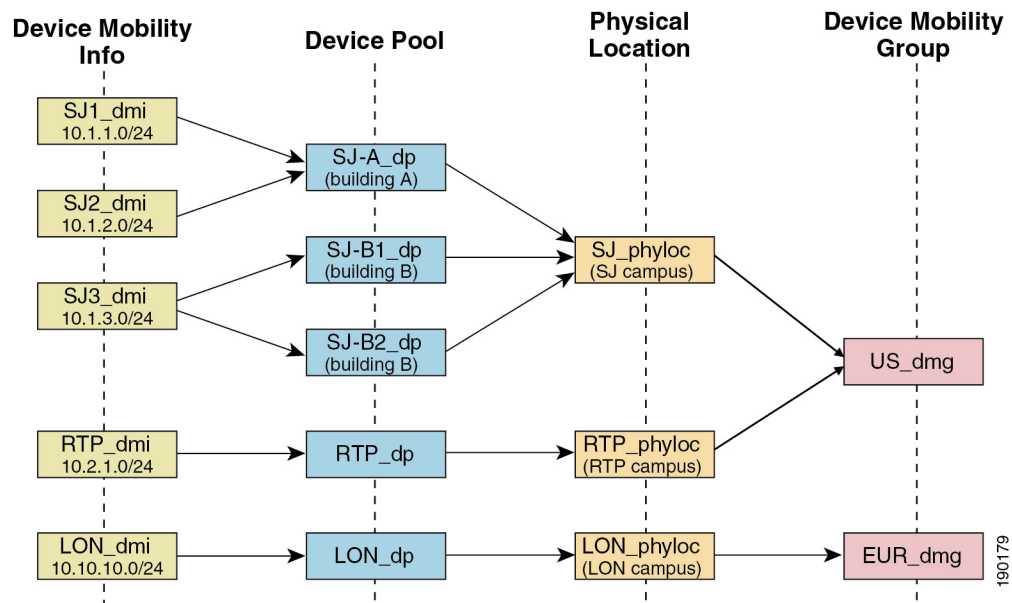 Device Mobility
Info
Device Pool
Physical
Location
Device Mobility
Group
SJ1_dmi
10.1.1.0/24
SJ2_dmi
10.1.2.0/24
SJ3_dmi
10.1.3.0/24
RTP_dmi
10.2.1.0/24
LON_dmi
10.10.10.0/24
SJ-A_dp
(building A)
SJ-B1_dp
(building B)
SJ-B2_dp
(building B)
RTP_dp
LON_dp
SJ_phyloc
(SJ campus)
RTP_phyloc
(RTP campus)
LON_phyloc
(LON campus)
US_dmg
EUR_dmg
190179